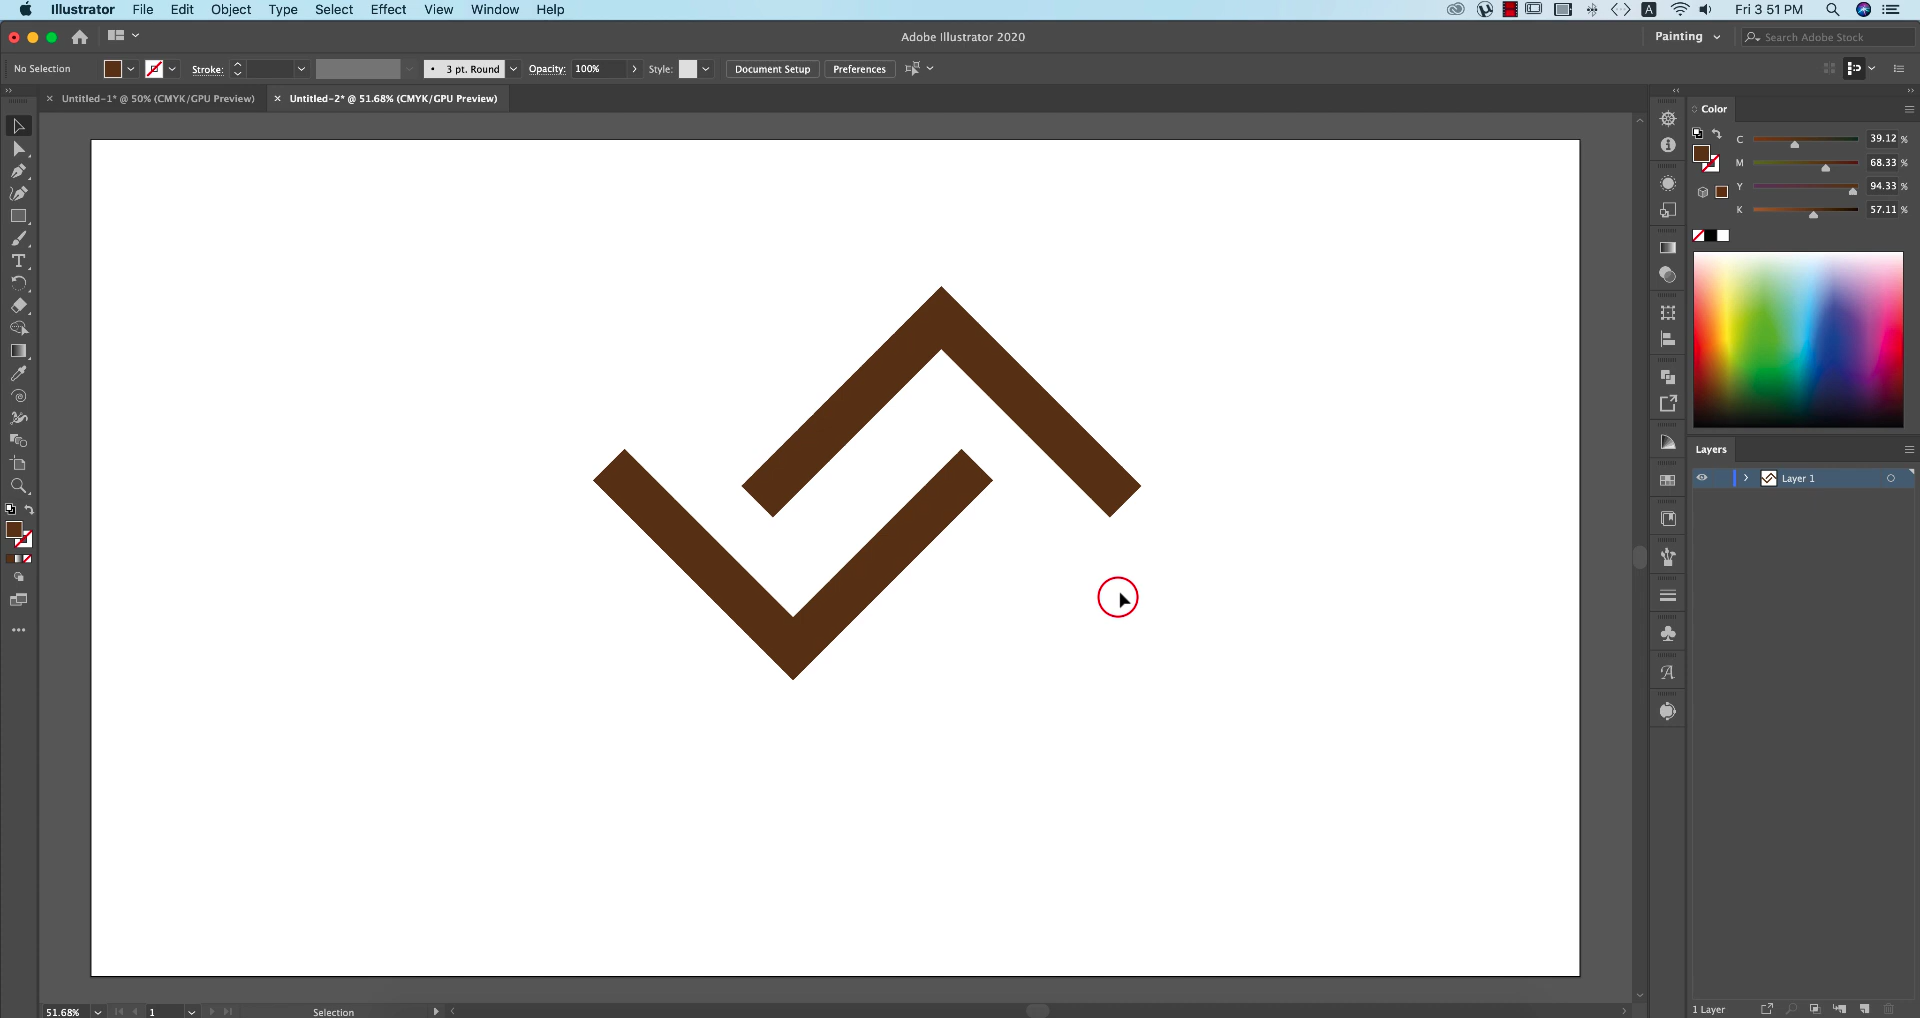 Illustrator File Edit Object Type Select Effect View Window Help
A Fri 3 51 PM
Adobe Illustrator 2020
Painting
Search Adobe Stock
No Selection Stroke: 3 pt. Round Opacity: 100% Style: Document Setup Preferences
Untitled-1* @ 50% (CMYK/GPU Preview) Untitled-2* @ 51.68% (CMYK/GPU Preview)
Color
C 39.12 %
M 68.33 %
Y 94.33 %
K 57.11 %
Layers
Layer 1
51.68% 1 Selection
1 Layer